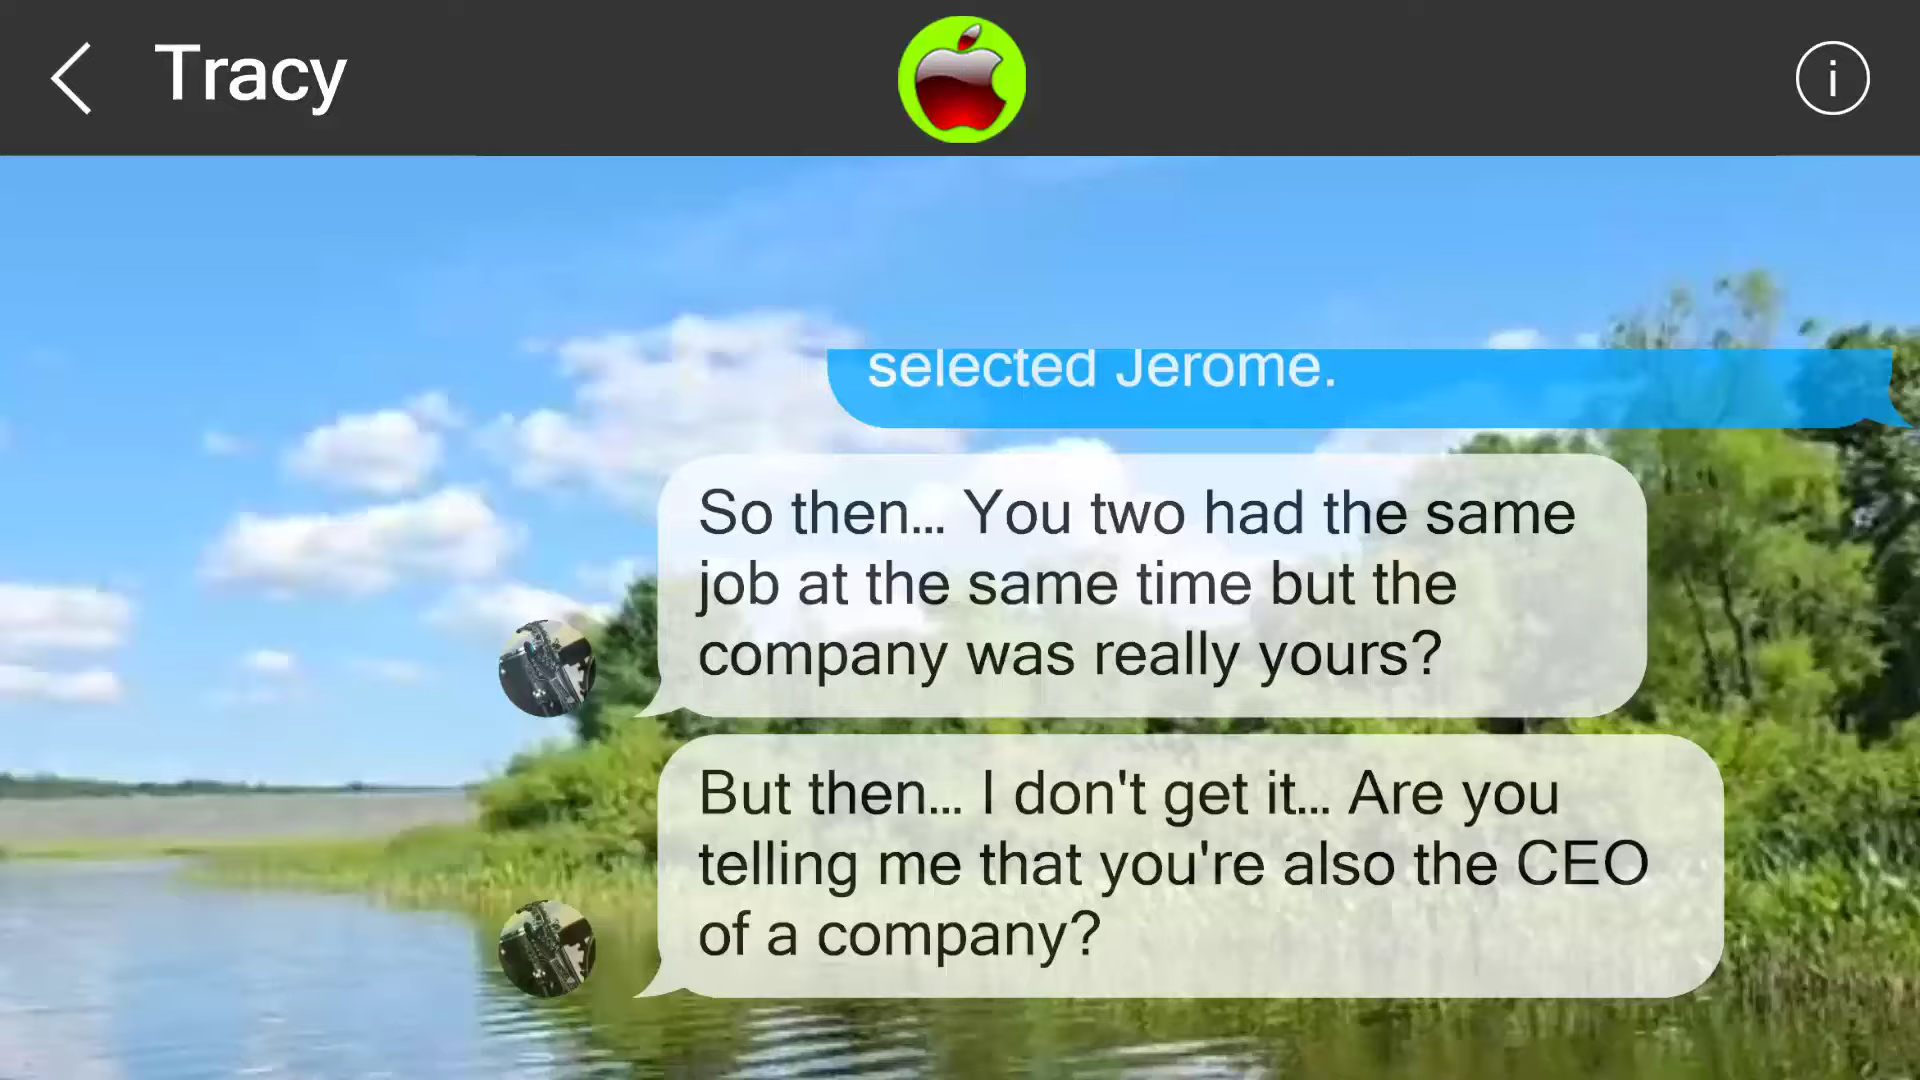 Tracy
i
selected Jerome.
So then... You two had the same
job at the same time but the
company was really yours?
But then... I don't get it... Are you
telling me that you're also the CEO
of a company?